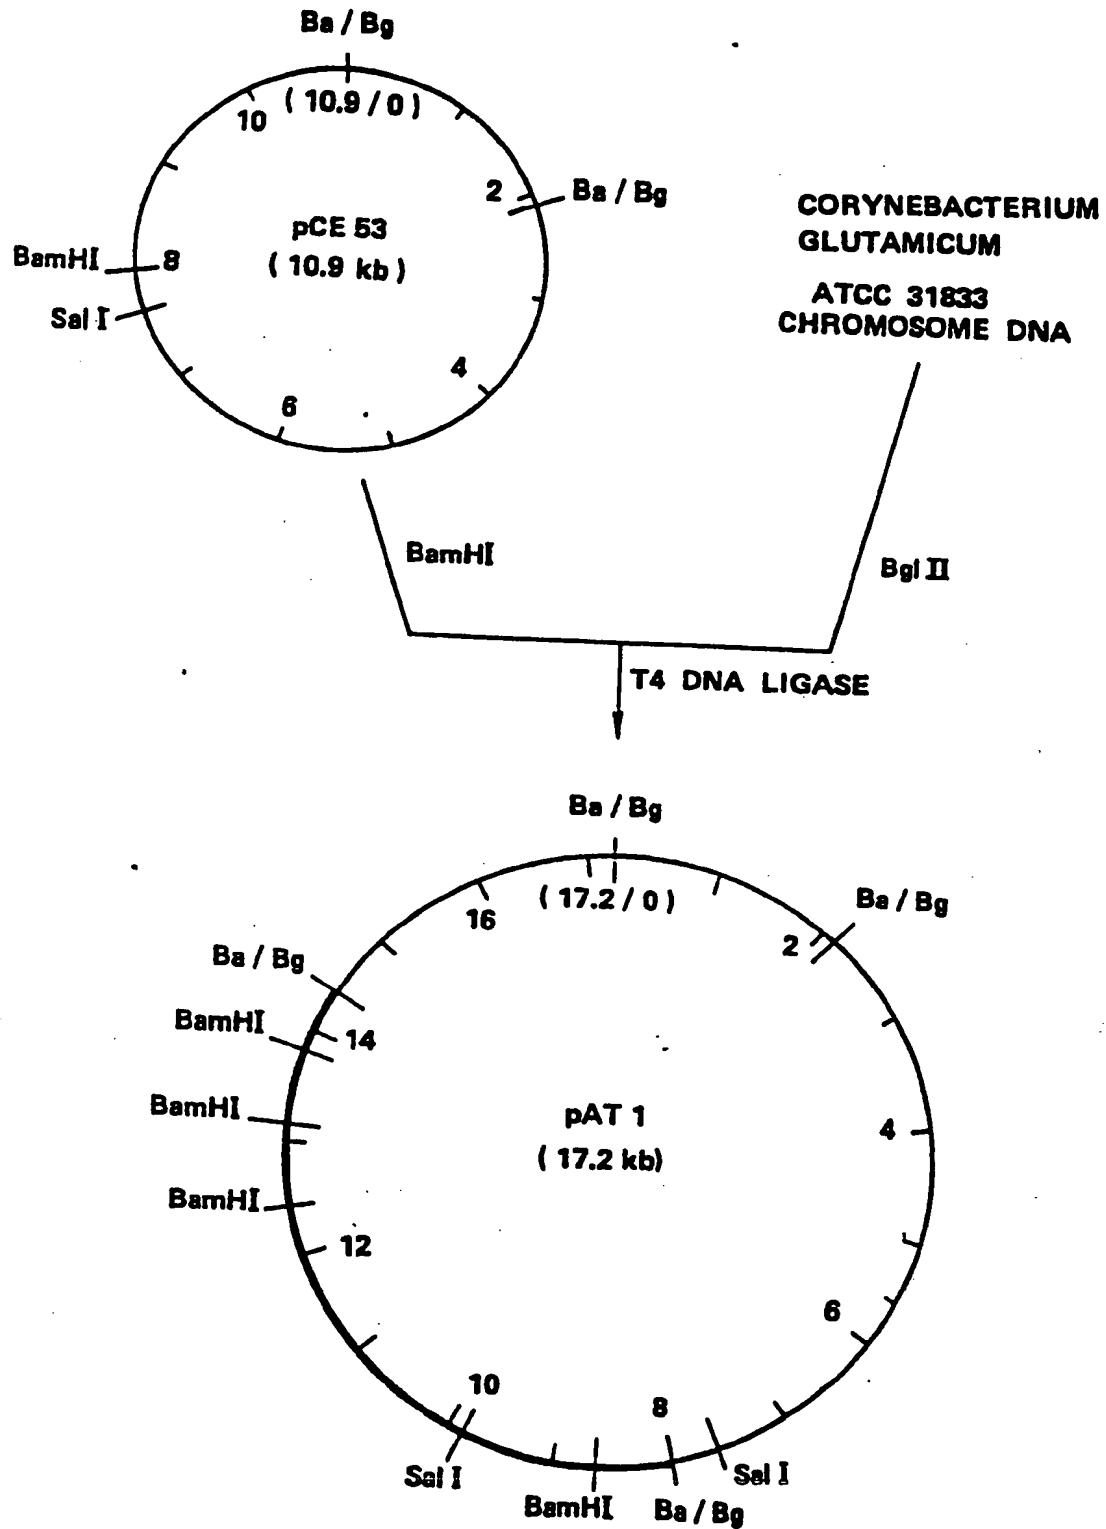 Ba / Bg
( 10.9 / 0 )
10
2
Ba / Bg
pCE 53
( 10.9 kb )
BamHI
8
Sal I
4
6
CORYNEBACTERIUM
GLUTAMICUM
ATCC 31833
CHROMOSOME DNA
BamHI
Bgl II
T4 DNA LIGASE
Ba / Bg
( 17.2 / 0 )
16
2
Ba / Bg
Ba / Bg
BamHI
14
BamHI
pAT 1
( 17.2 kb)
4
BamHI
12
6
10
8
Sal I
BamHI
Ba / Bg
Sal I